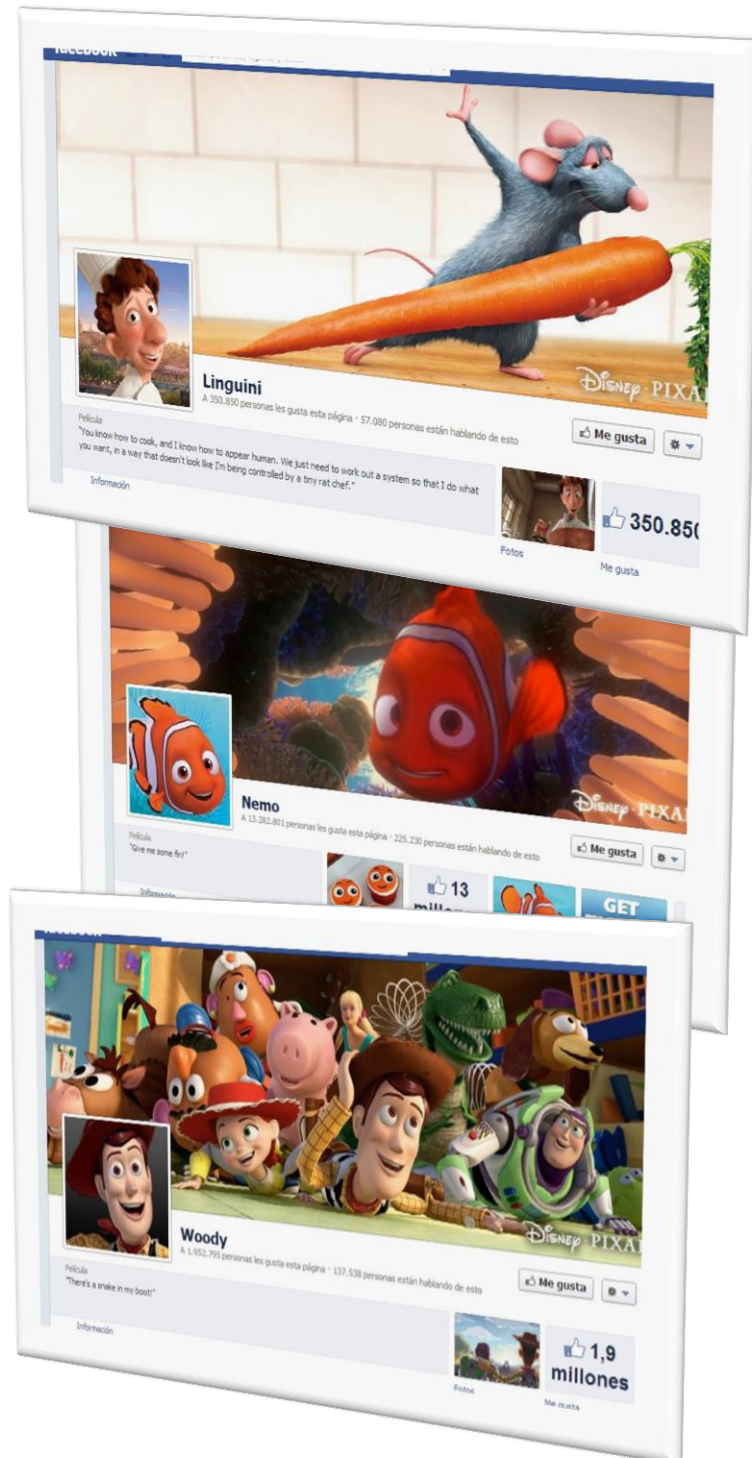 facebook
DISNEY · PIXAR
Linguini
A 350.850 personas les gusta esta página · 57.080 personas están hablando de esto
Me gusta
Película
"You know how to cook, and I know how to appear human. We just need to work out a system so that I do what
you want, in a way that doesn't look like I'm being controlled by a tiny rat chef."
Información
Fotos
350.850
Me gusta
DISNEY · PIXAR
Nemo
A 13.282.801 personas les gusta esta página · 225.230 personas están hablando de esto
Me gusta
Película
"Give me some fin!"
Información
13
millones
GET
facebook
DISNEY · PIXAR
Woody
A 1.952.795 personas les gusta esta página · 137.538 personas están hablando de esto
Me gusta
Película
"There's a snake in my boot!"
Información
Fotos
1,9
millones
Me gusta